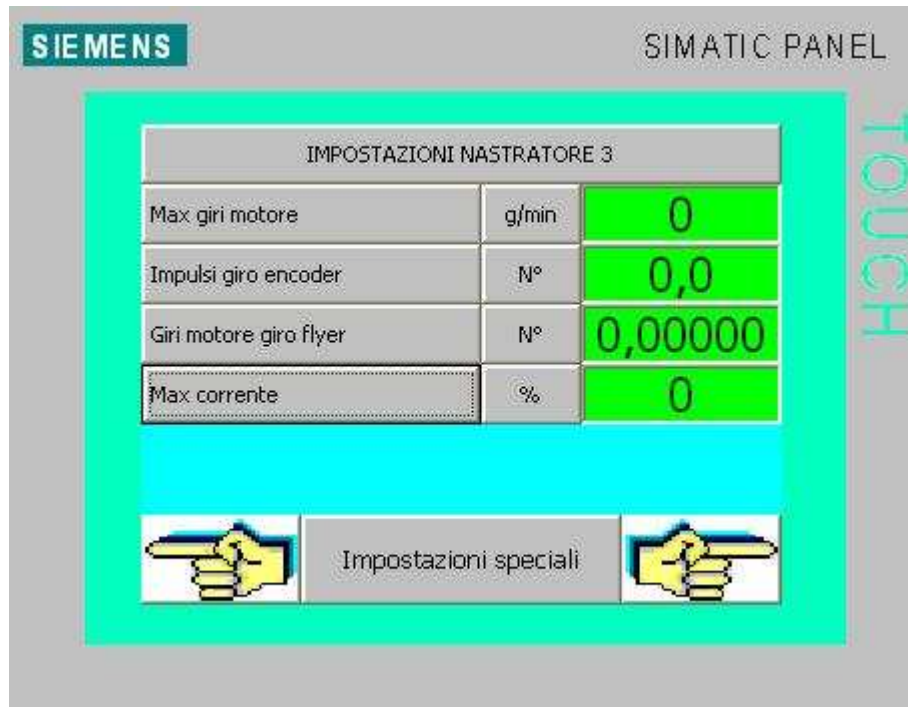 SIEMENS
SIMATIC PANEL
TOUCH
IMPOSTAZIONI NASTRATORE 3
Max giri motore g/min 0
Impulsi giro encoder N° 0,0
Giri motore giro flyer N° 0,00000
Max corrente % 0
Impostazioni speciali